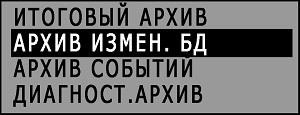 ИТОГОВЫЙ АРХИВ
АРХИВ ИЗМЕН. БД
АРХИВ СОБЫТИЙ
ДИАГНОСТ.АРХИВ